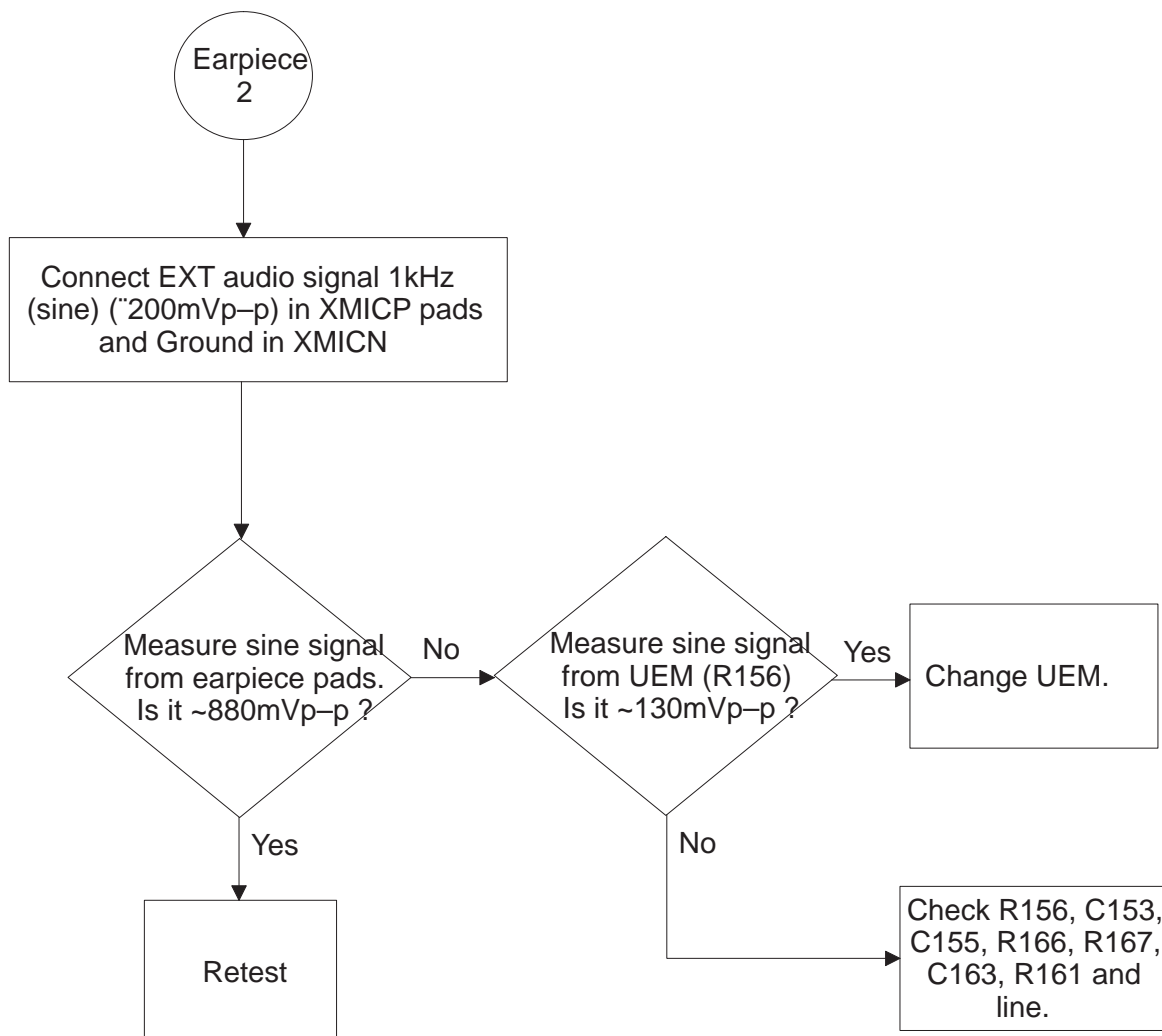 Earpiece
2
Connect EXT audio signal 1kHz
(sine) (¨200mVp–p) in XMICP pads
and Ground in XMICN
Measure sine signal
from earpiece pads.
Is it ~880mVp–p ?
No
Measure sine signal
from UEM (R156)
Is it ~130mVp–p ?
Yes
Change UEM.
Yes
No
Retest
Check R156, C153,
C155, R166, R167,
C163, R161 and
line.